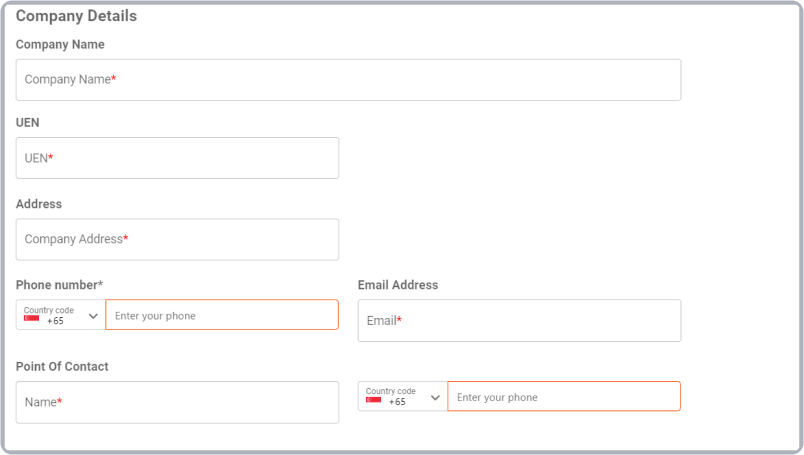 Company Details
Company Name
Company Name*
UEN
UEN*
Address
Company Address*
Phone number*
Email Address
Country code
+65
Enter your phone
Email*
Point Of Contact
Name*
Country code
+65
Enter your phone